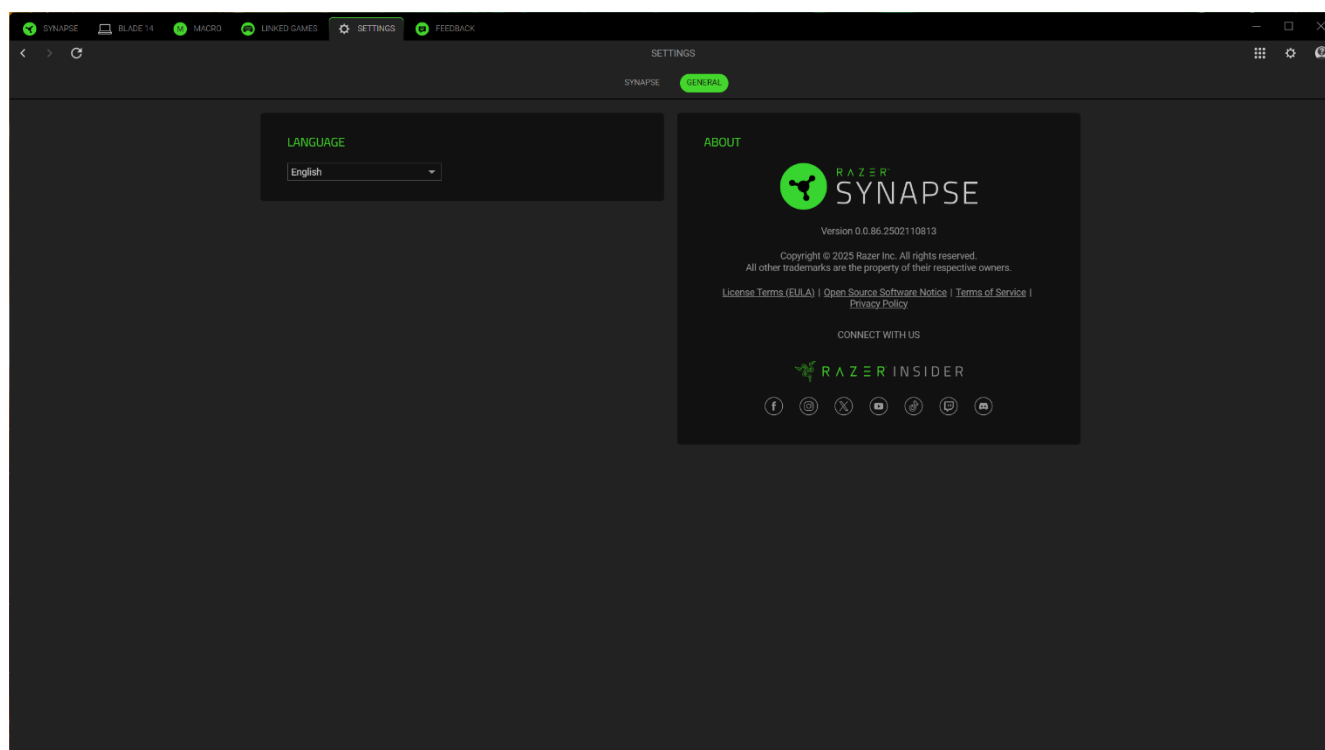 SYNAPSE
BLADE 14
MACRO
LINKED GAMES
SETTINGS
FEEDBACK
SETTINGS
SYNAPSE
GENERAL
LANGUAGE
English
ABOUT
RAZER™
SYNAPSE
Version 0.0.86.2502110813
Copyright © 2025 Razer Inc. All rights reserved.
All other trademarks are the property of their respective owners.
License Terms (EULA) | Open Source Software Notice | Terms of Service |
Privacy Policy
CONNECT WITH US
RAZER INSIDER